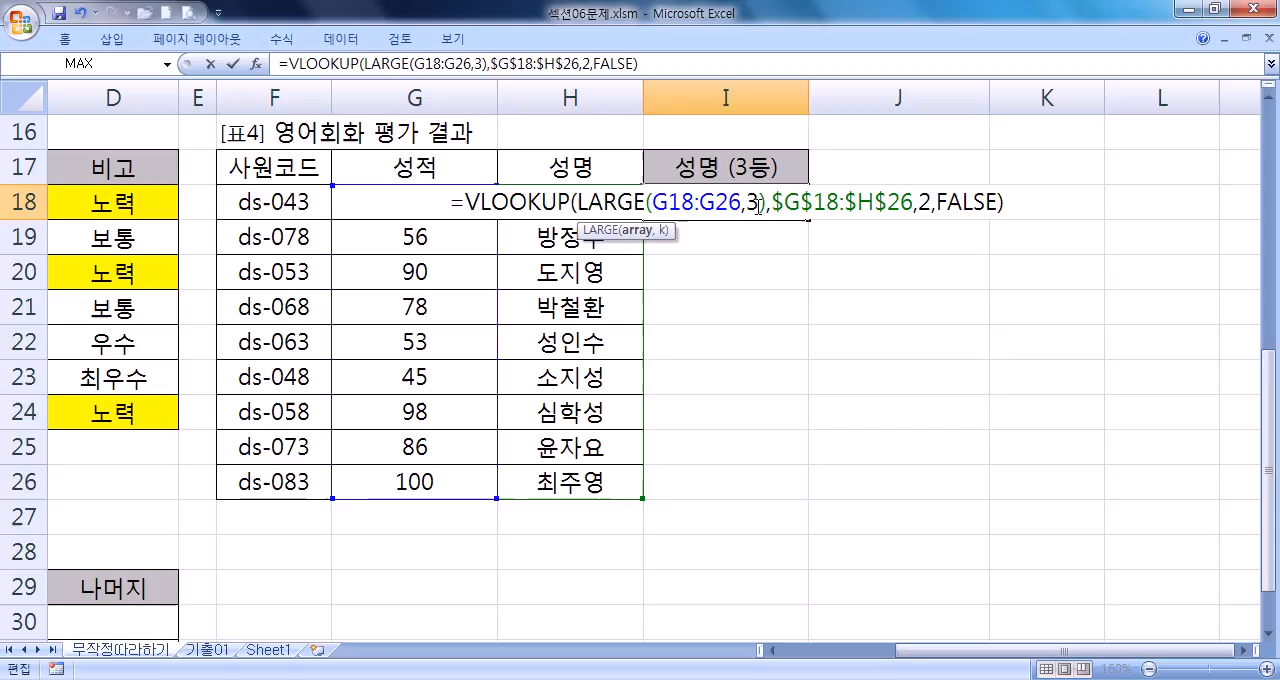 섹션06문제.xlsm - Microsoft Excel
홈 삽입 페이지 레이아웃 수식 데이터 검토 보기
MAX fx =VLOOKUP(LARGE(G18:G26,3),$G$18:$H$26,2,FALSE)
D E F G H I J K L
16 [표4] 영어회화 평가 결과
17 비고 사원코드 성적 성명 성명 (3등)
18 노력 ds-043 =VLOOKUP(LARGE(G18:G26,3),$G$18:$H$26,2,FALSE)
LARGE(array, k)
19 보통 ds-078 56
20 노력 ds-053 90 도지영
21 보통 ds-068 78 박철환
22 우수 ds-063 53 성인수
23 최우수 ds-048 45 소지성
24 노력 ds-058 98 심학성
25 ds-073 86 윤자요
26 ds-083 100 최주영
27
28
29 나머지
30
무작정따라하기 기출01 Sheet1
편집 160%